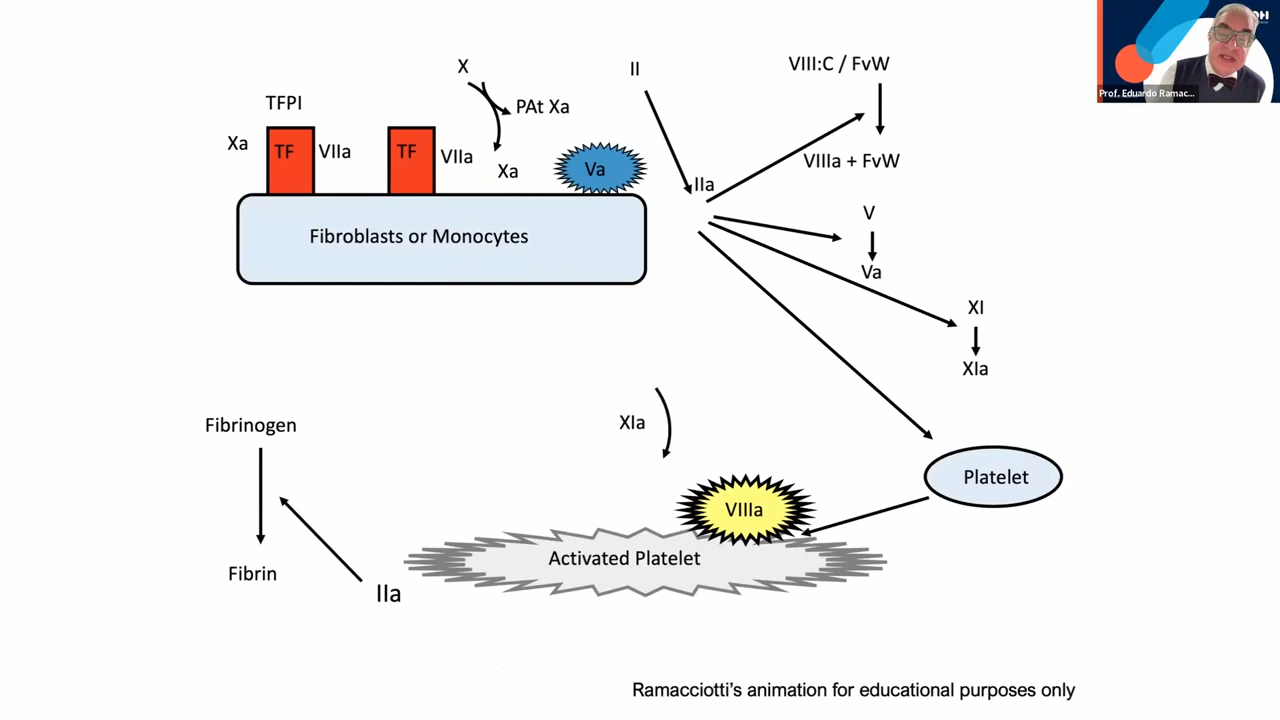 X
II
VIII:C / FvW
TFPI
PAt Xa
Xa
TF
VIIa
TF
VIIa
Xa
Va
VIIIa + FvW
IIa
V
Fibroblasts or Monocytes
Va
XI
XIa
Fibrinogen
XIa
Platelet
VIIIa
Activated Platelet
Fibrin
IIa
Ramacciotti's animation for educational purposes only
Prof. Eduardo Ramac...